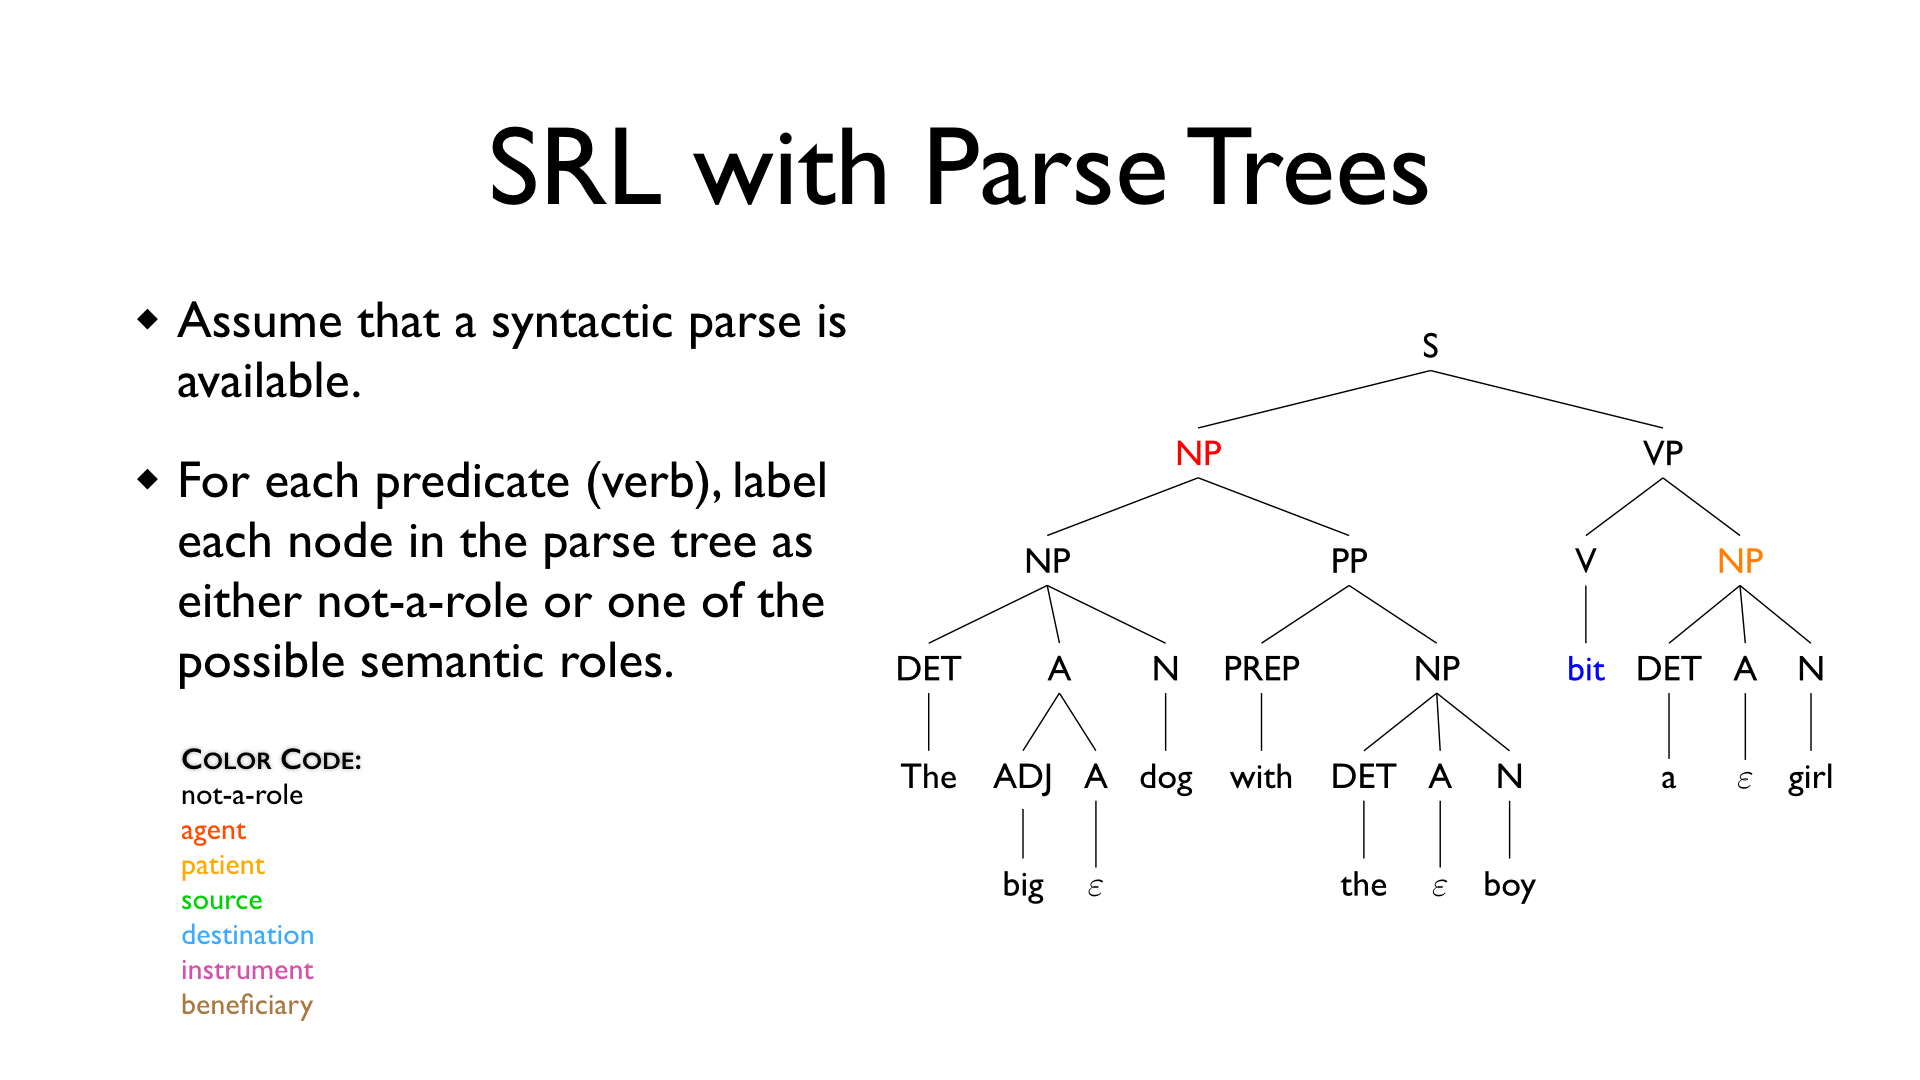 SRL with Parse Trees
◆ Assume that a syntactic parse is
available.
◆ For each predicate (verb), label
each node in the parse tree as
either not-a-role or one of the
possible semantic roles.
COLOR CODE:
not-a-role
agent
patient
source
destination
instrument
beneficiary
S
NP VP
NP PP V NP
DET A N PREP NP bit DET A N
The ADJ A dog with DET A N a ε girl
big ε the ε boy